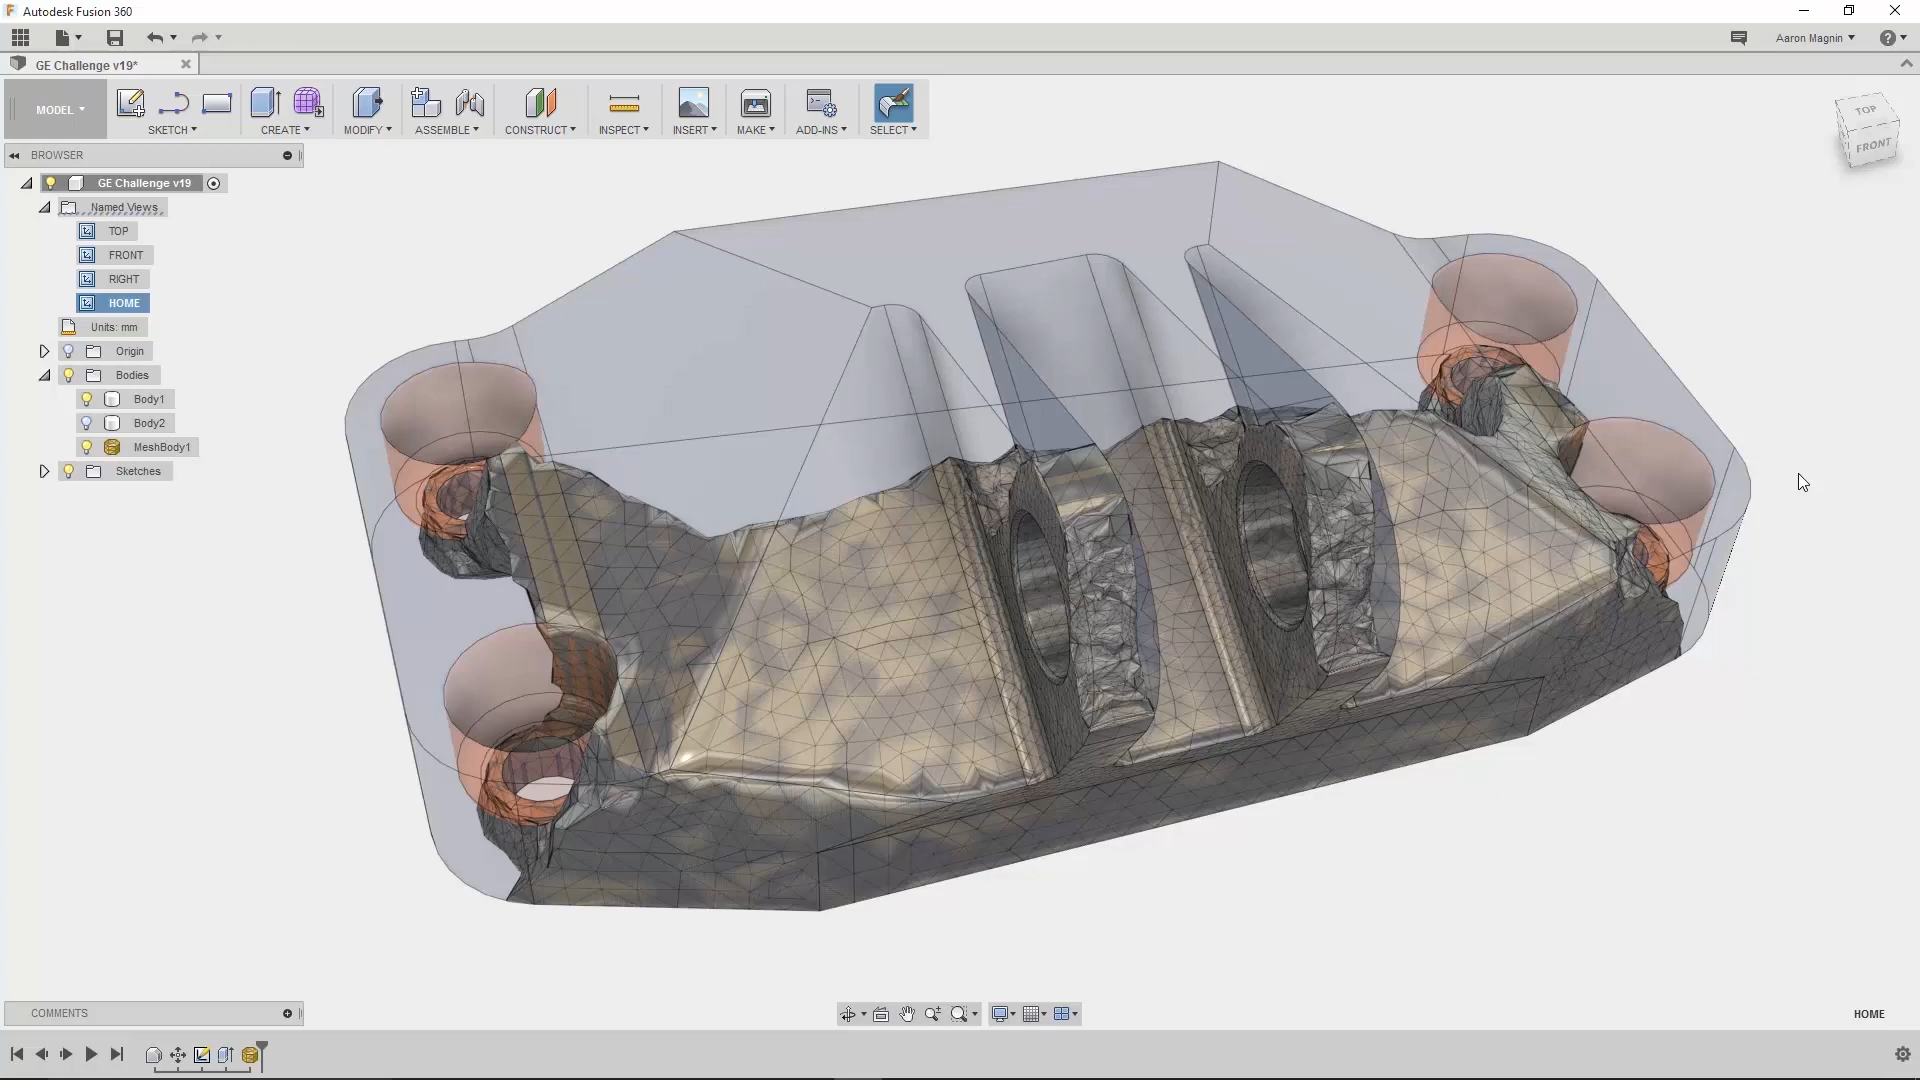 Autodesk Fusion 360
Aaron Magnin
GE Challenge v19*
MODEL
SKETCH
CREATE
MODIFY
ASSEMBLE
CONSTRUCT
INSPECT
INSERT
MAKE
ADD-INS
SELECT
TOP
FRONT
BROWSER
GE Challenge v19
Named Views
TOP
FRONT
RIGHT
HOME
Units: mm
Origin
Bodies
Body1
Body2
MeshBody1
Sketches
COMMENTS
HOME